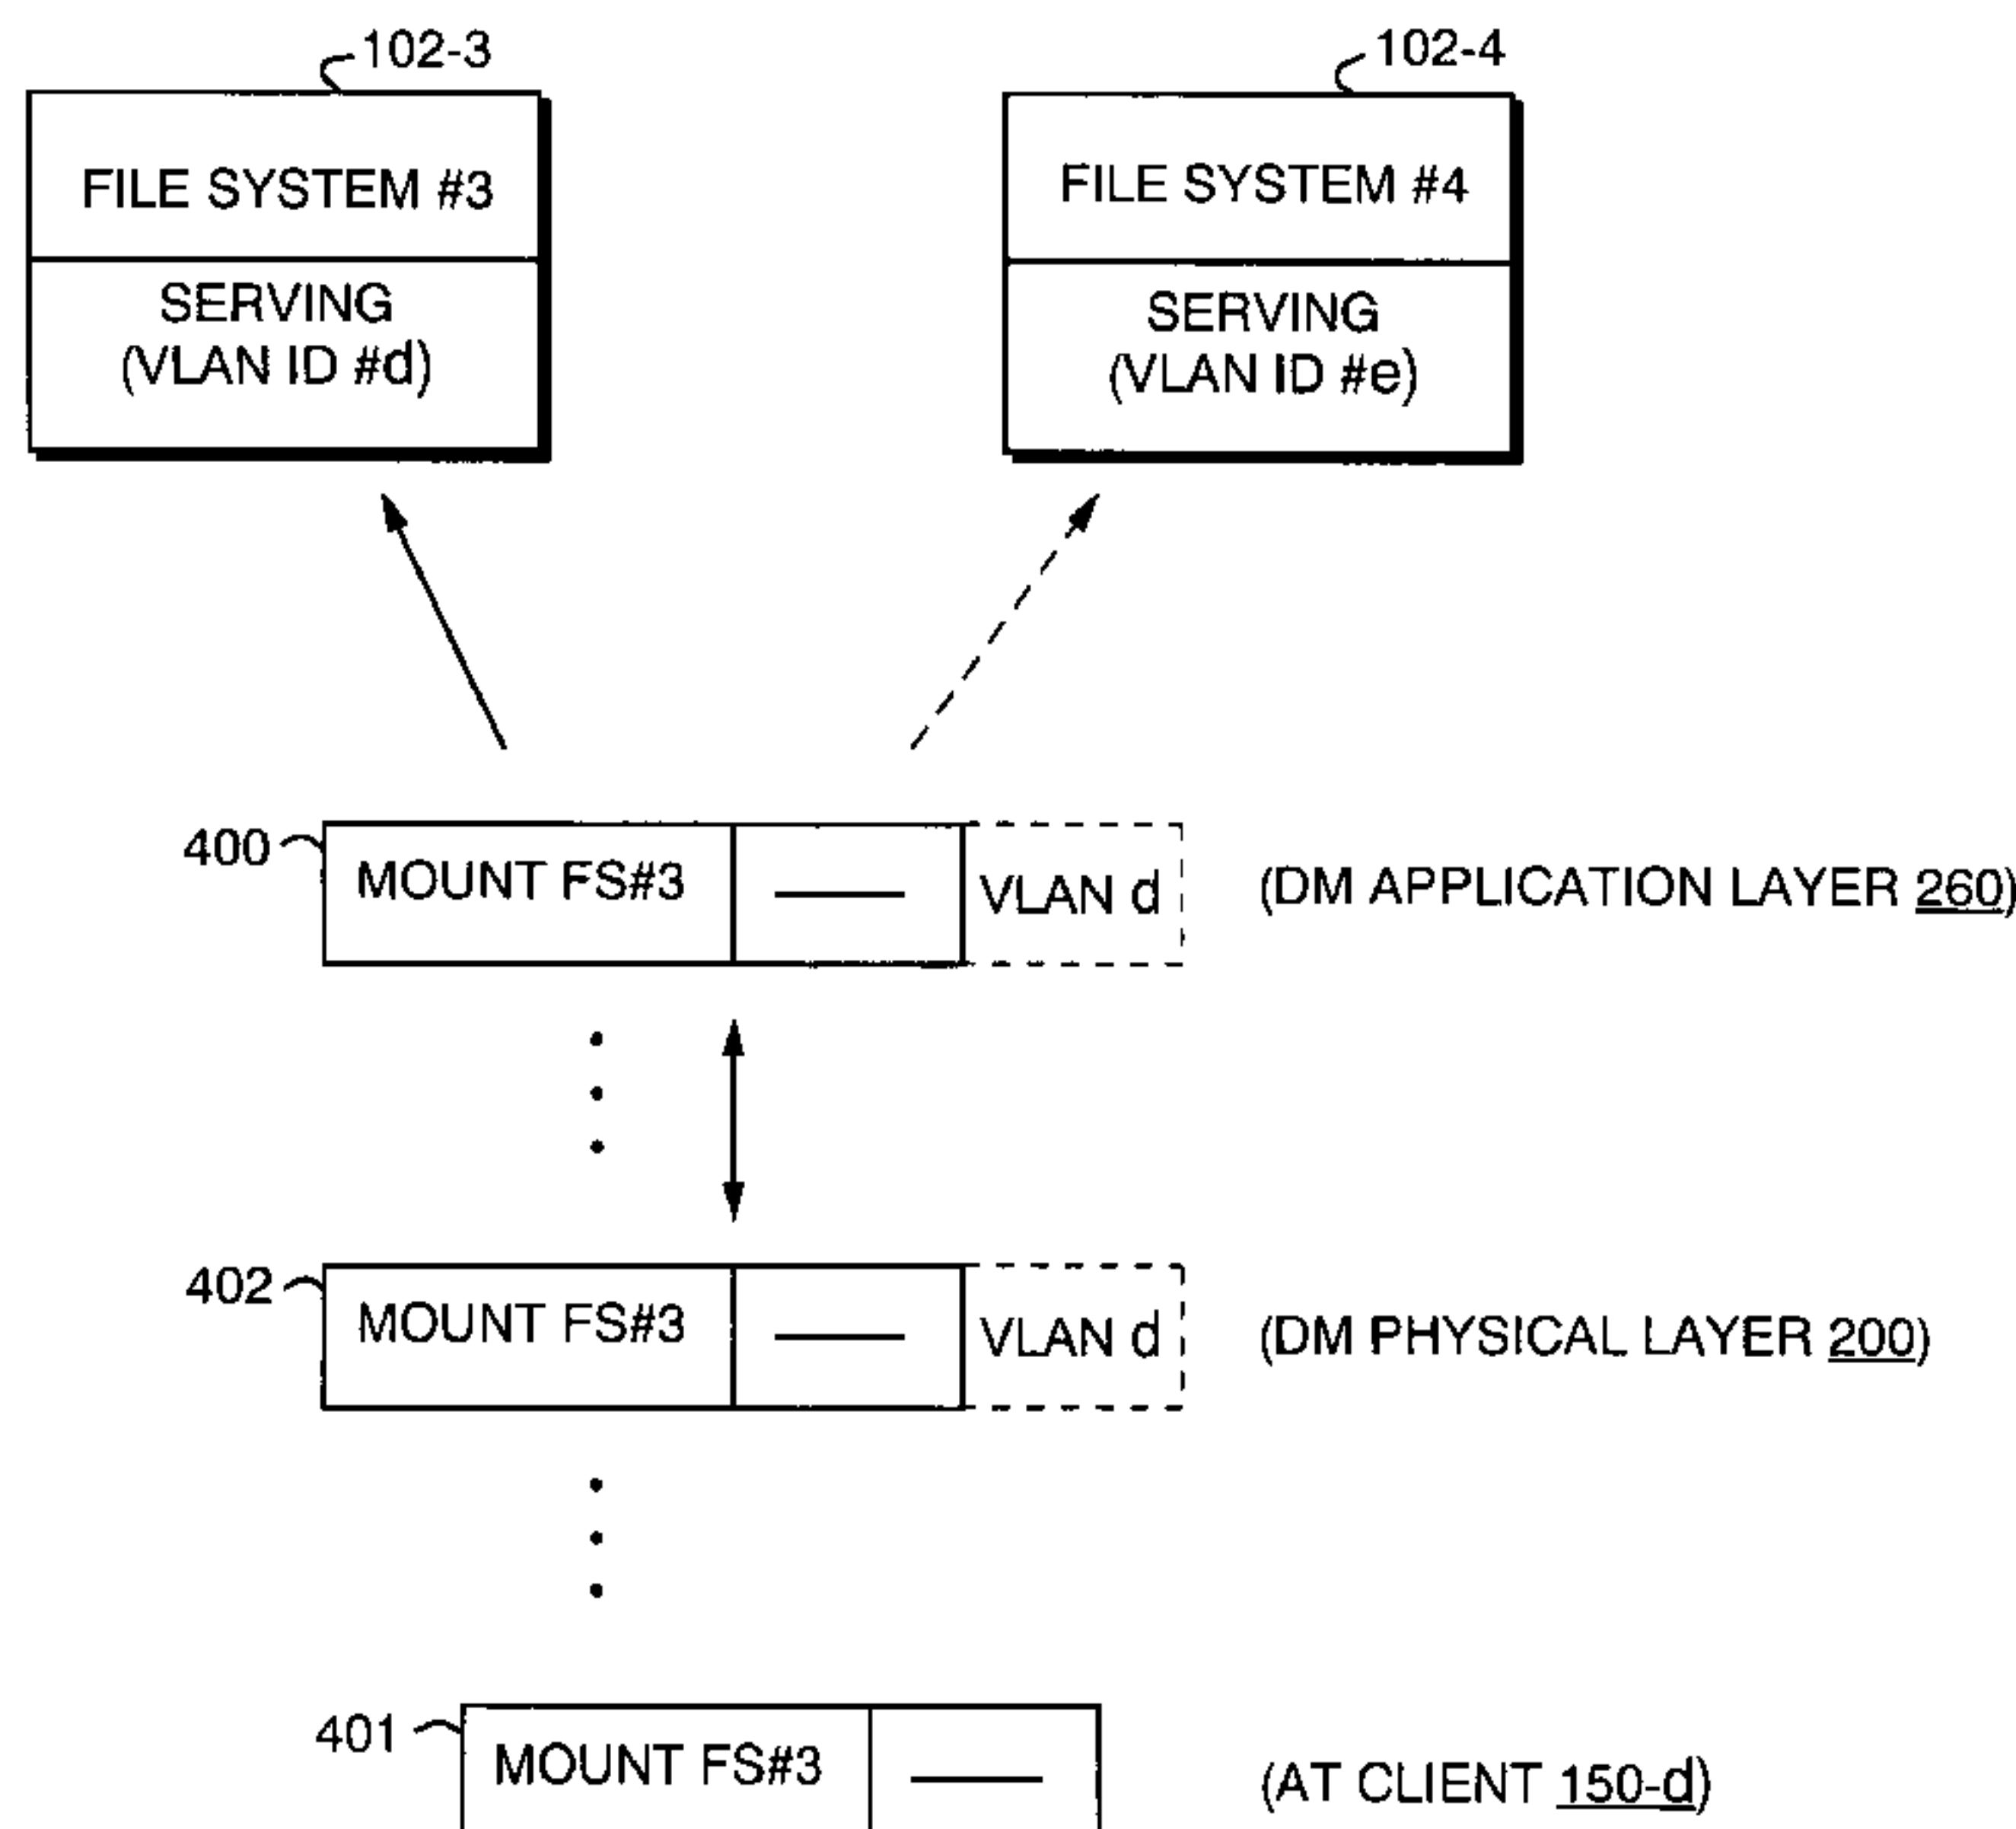 102-3
102-4
FILE SYSTEM #3
FILE SYSTEM #4
SERVING
(VLAN ID #d)
SERVING
(VLAN ID #e)
400
MOUNT FS#3
VLAN d
(DM APPLICATION LAYER 260)
402
MOUNT FS#3
VLAN d
(DM PHYSICAL LAYER 200)
401
MOUNT FS#3
(AT CLIENT 150-d)